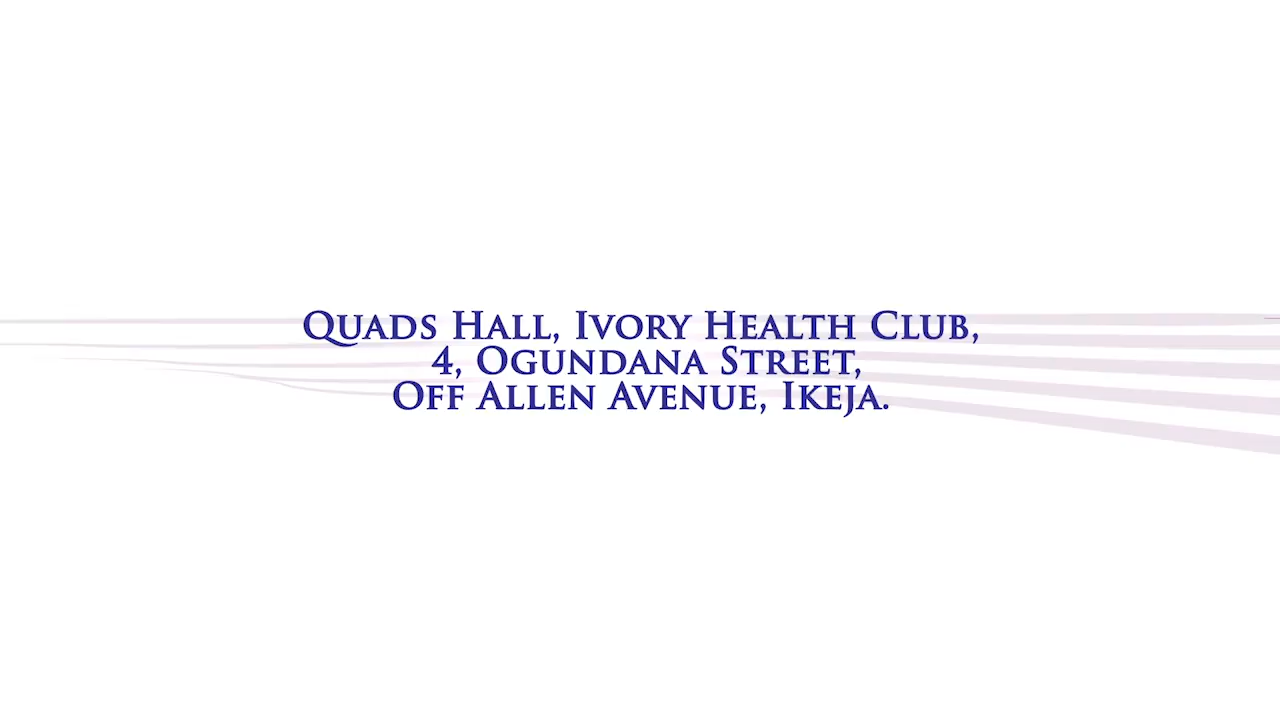 Quads Hall, Ivory Health Club,
4, Ogundana Street,
Off Allen Avenue, Ikeja.